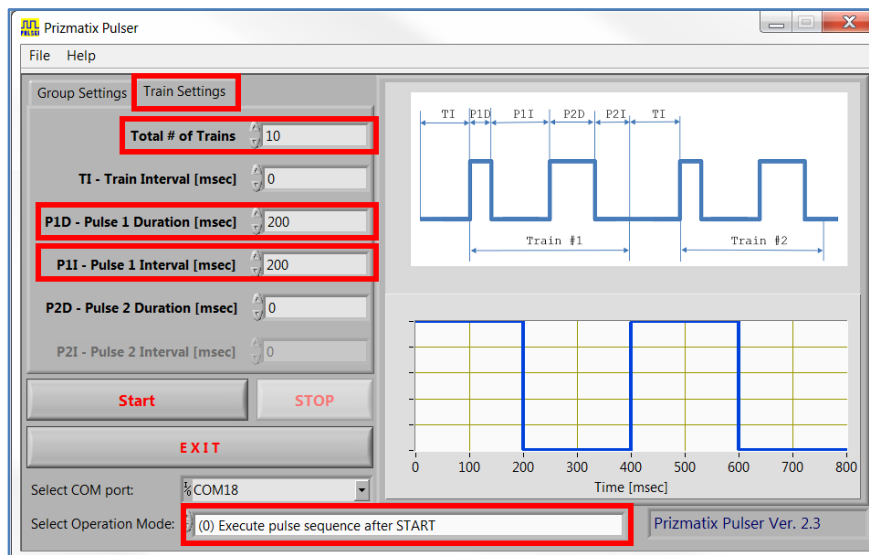 Prizmatix Pulser
File Help
Group Settings Train Settings
Total # of Trains 10
TI - Train Interval [msec] 0
P1D - Pulse 1 Duration [msec] 200
P1I - Pulse 1 Interval [msec] 200
P2D - Pulse 2 Duration [msec] 0
P2I - Pulse 2 Interval [msec] 0
Start STOP
EXIT
Select COM port: COM18
Select Operation Mode: (0) Execute pulse sequence after START
TI P1D P1I P2D P2I TI
Train #1 Train #2
0 100 200 300 400 500 600 700 800
Time [msec]
Prizmatix Pulser Ver. 2.3